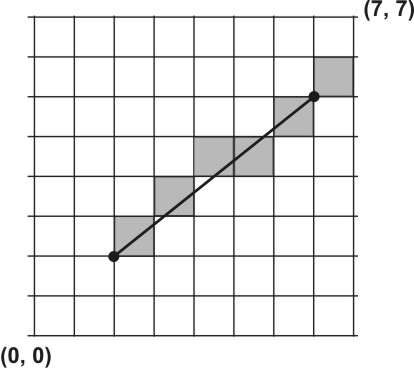 (7, 7)
(0, 0)